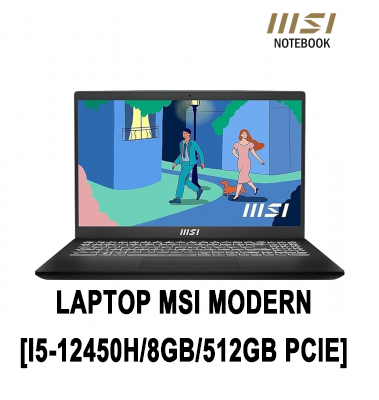 msi
NOTEBOOK
msi
msi
LAPTOP MSI MODERN
[I5-12450H/8GB/512GB PCIE]